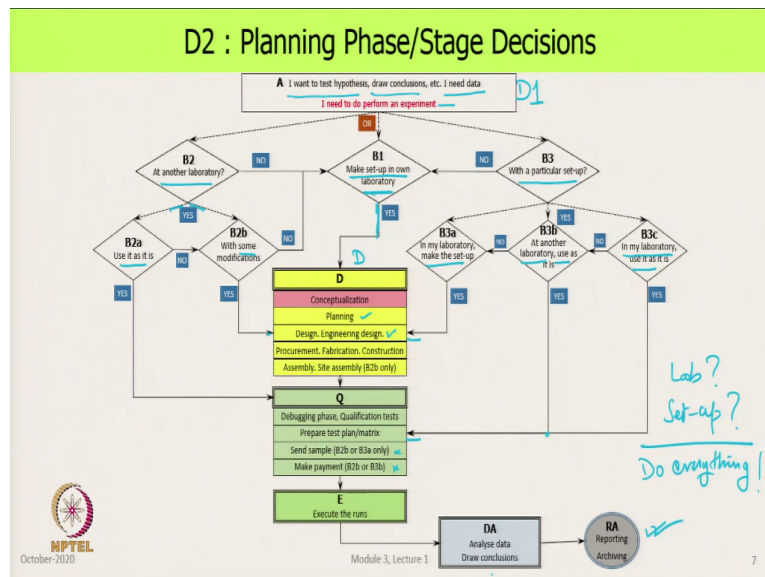 D2 : Planning Phase/Stage Decisions
A I want to test hypothesis, draw conclusions, etc. I need data
I need to do perform an experiment
D1
OR
B2
At another laboratory?
NO
B1
Make set-up in own
laboratory
NO
B3
With a particular set-up?
YES
YES
YES
B2a
Use it as it is
NO
B2b
With some
modifications
NO
B3a
In my laboratory,
make the set-up
NO
B3b
At another
laboratory, use as
it is
NO
B3c
In my laboratory,
use it as it is
YES
YES
YES
YES
YES
D
D
Conceptualization
Planning
Design. Engineering design.
Procurement. Fabrication. Construction
Assembly. Site assembly (B2b only)
Q
Debugging phase, Qualification tests
Prepare test plan/matrix
Send sample (B2b or B3a only)
Make payment (B2b or B3b)
E
Execute the runs
Lab?
Set-up?
Do everything!
DA
Analyse data
Draw conclusions
RA
Reporting
Archiving
NPTEL
October-2020
Module 3, Lecture 1
7